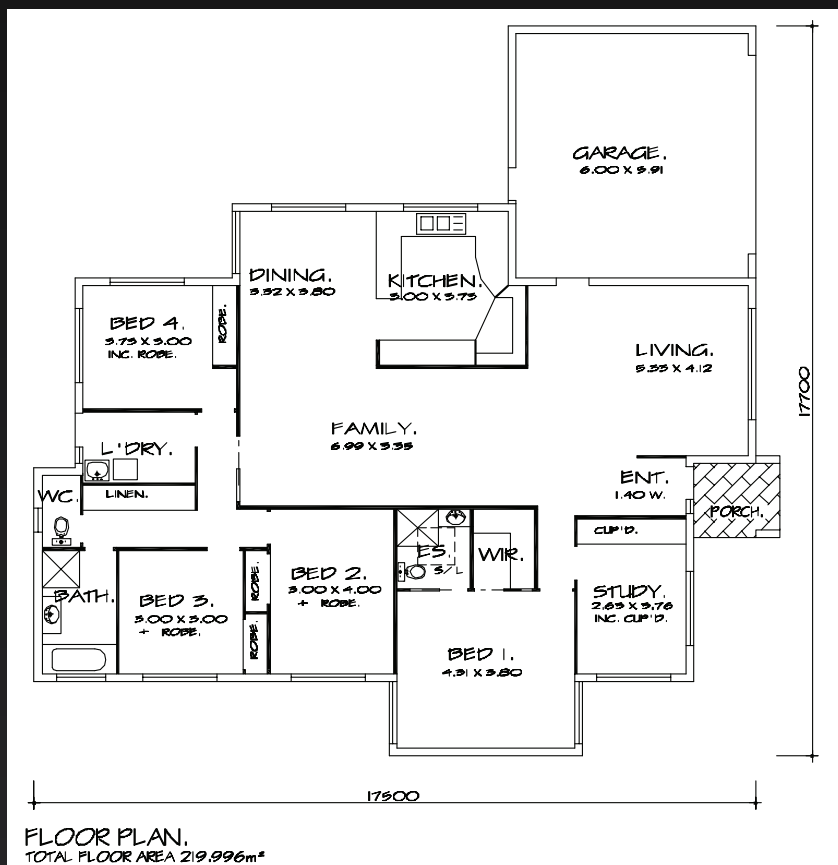 GARAGE.
6.00 X 5.91
DINING.
3.32 X 3.80
KITCHEN.
3.00 X 3.73
BED 4.
3.73 X 3.00
INC. ROBE.
ROBE.
LIVING.
5.33 X 4.12
17700
FAMILY.
6.99 X 3.35
L'DRY.
ENT.
1.40 W.
WC.
LINEN.
PORCH.
CUP'D.
ES.
S/L
WIR.
BED 2.
3.00 X 4.00
+ ROBE.
ROBE.
STUDY.
2.63 X 3.76
INC. CUP'D.
BATH.
BED 3.
3.00 X 3.00
+ ROBE.
ROBE.
BED 1.
4.31 X 3.80
17500
FLOOR PLAN.
TOTAL FLOOR AREA 219.996m²